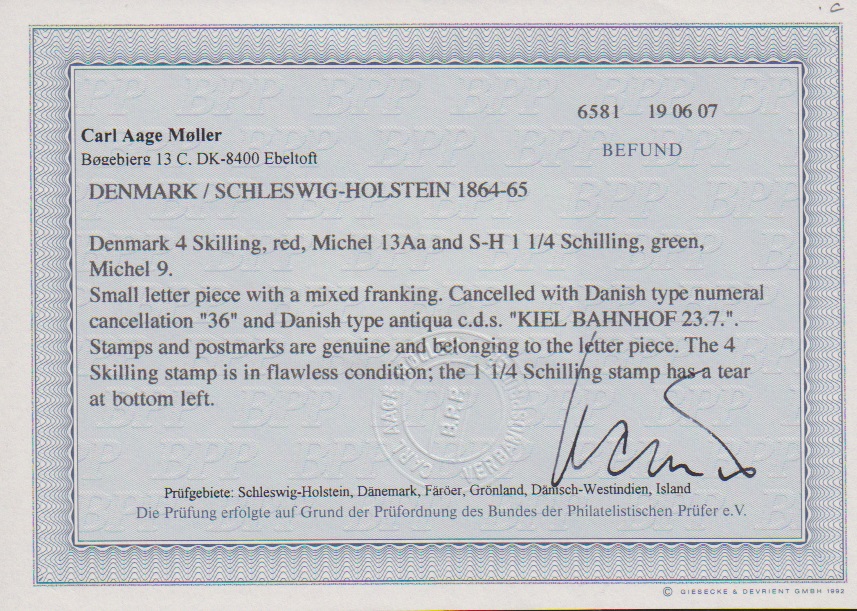 6581 19 06 07
Carl Aage Møller
BEFUND
Bøgebjerg 13 C. DK-8400 Ebeltoft
DENMARK / SCHLESWIG-HOLSTEIN 1864-65
Denmark 4 Skilling, red, Michel 13Aa and S-H 1 1/4 Schilling, green,
Michel 9.
Small letter piece with a mixed franking. Cancelled with Danish type numeral
cancellation "36" and Danish type antiqua c.d.s. "KIEL BAHNHOF 23.7.".
Stamps and postmarks are genuine and belonging to the letter piece. The 4
Skilling stamp is in flawless condition; the 1 1/4 Schilling stamp has a tear
at bottom left.
Prüfgebiete: Schleswig-Holstein, Dänemark, Färöer, Grönland, Dänisch-Westindien, Island
Die Prüfung erfolgte auf Grund der Prüfordnung des Bundes der Philatelistischen Prüfer e.V.
© GIESECKE & DEVRIENT GMBH 1992